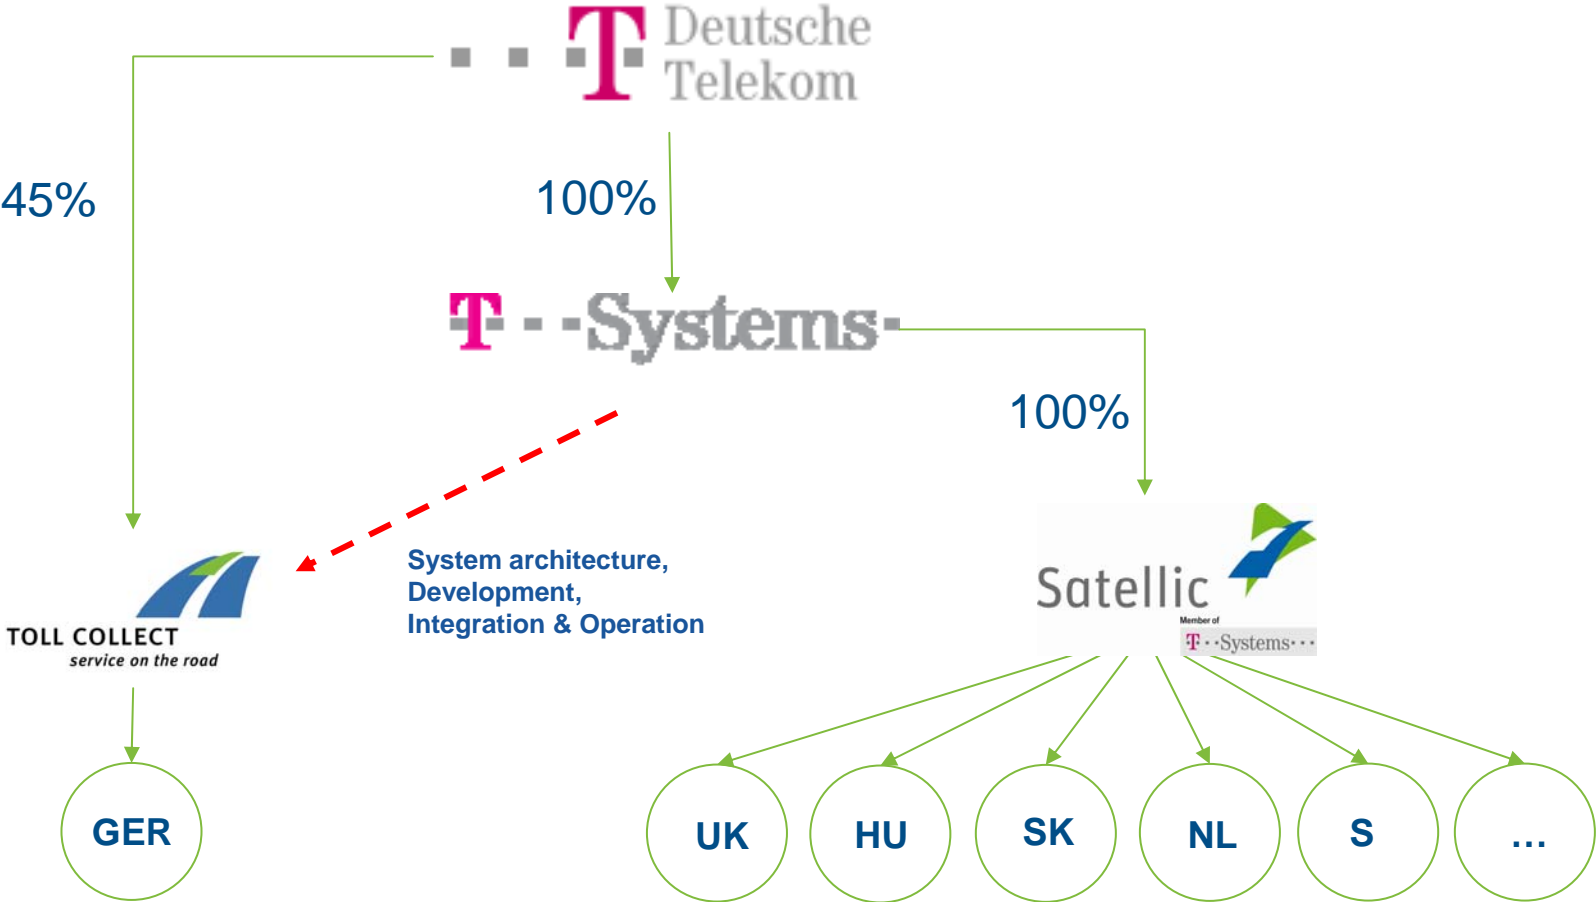 T Deutsche
Telekom
45%
100%
T - - -Systems-
100%
System architecture,
Development,
Integration & Operation
Satellic
Member of
T · · ·Systems· · ·
TOLL COLLECT
service on the road
GER
UK
HU
SK
NL
S
...